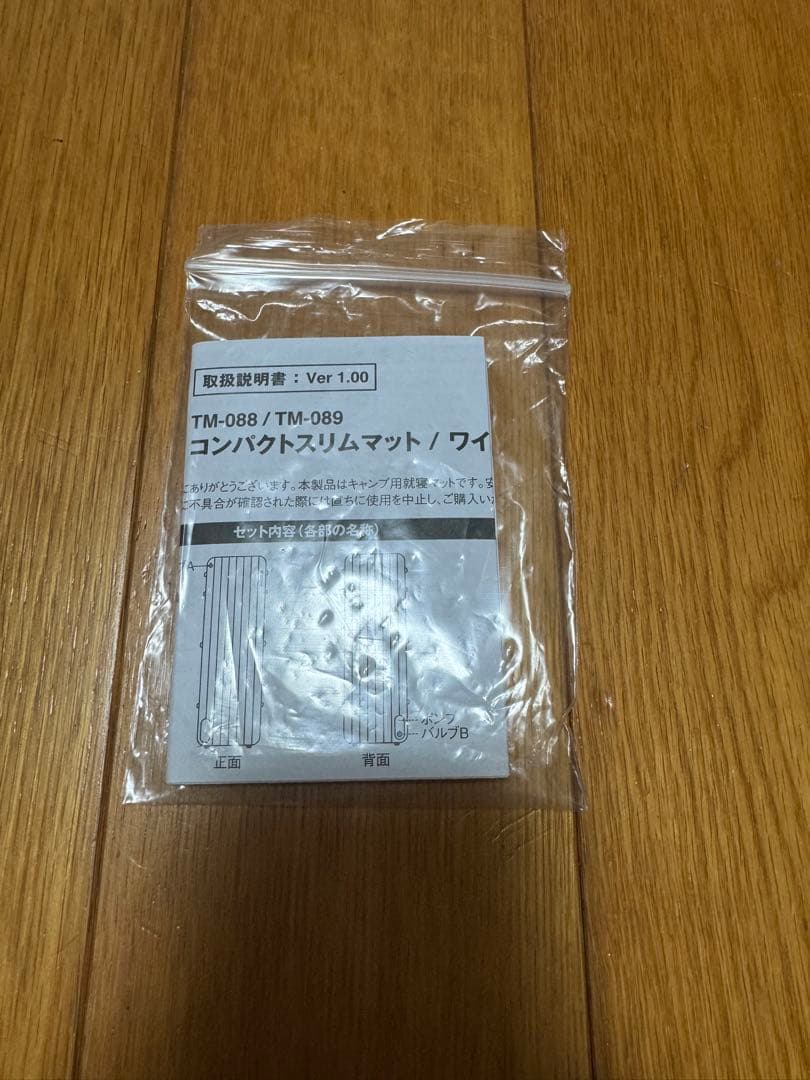 取扱説明書：Ver 1.00
TM-088 / TM-089
コンパクトスリムマット / ワイ
ありがとうございます。本製品はキャンプ用就寝マットです。
不具合が確認された際には直ちに使用を中止し、ご購入い
セット内容（各部の名称）
A
ポンプ
バルブB
正面
背面